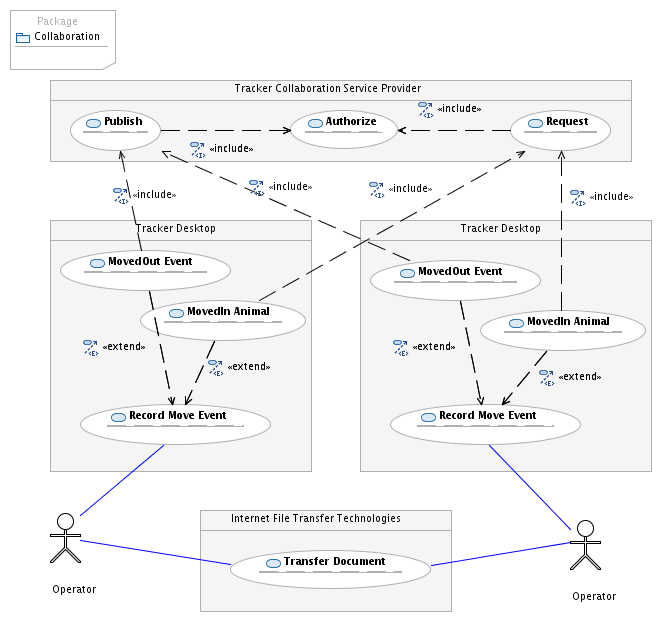 Package
Collaboration
Tracker Collaboration Service Provider
Publish
Authorize
Request
«include»
«include»
«include»
«include»
«include»
«include»
Tracker Desktop
Tracker Desktop
MovedOut Event
MovedIn Animal
MovedOut Event
MovedIn Animal
«extend»
«extend»
«extend»
«extend»
Record Move Event
Record Move Event
Internet File Transfer Technologies
Transfer Document
Operator
Operator